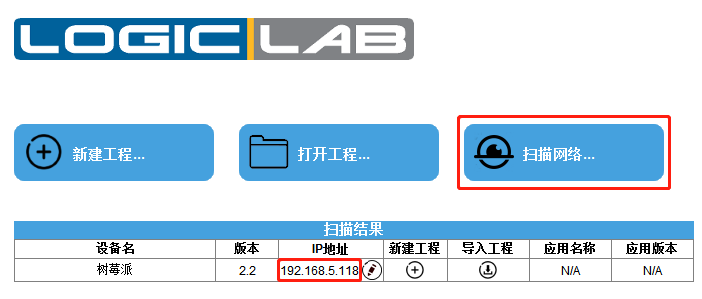 LOGIC LAB
新建工程... 打开工程... 扫描网络...
扫描结果
设备名 版本 IP地址 新建工程 导入工程 应用名称 应用版本
树莓派 2.2 192.168.5.118 N/A N/A